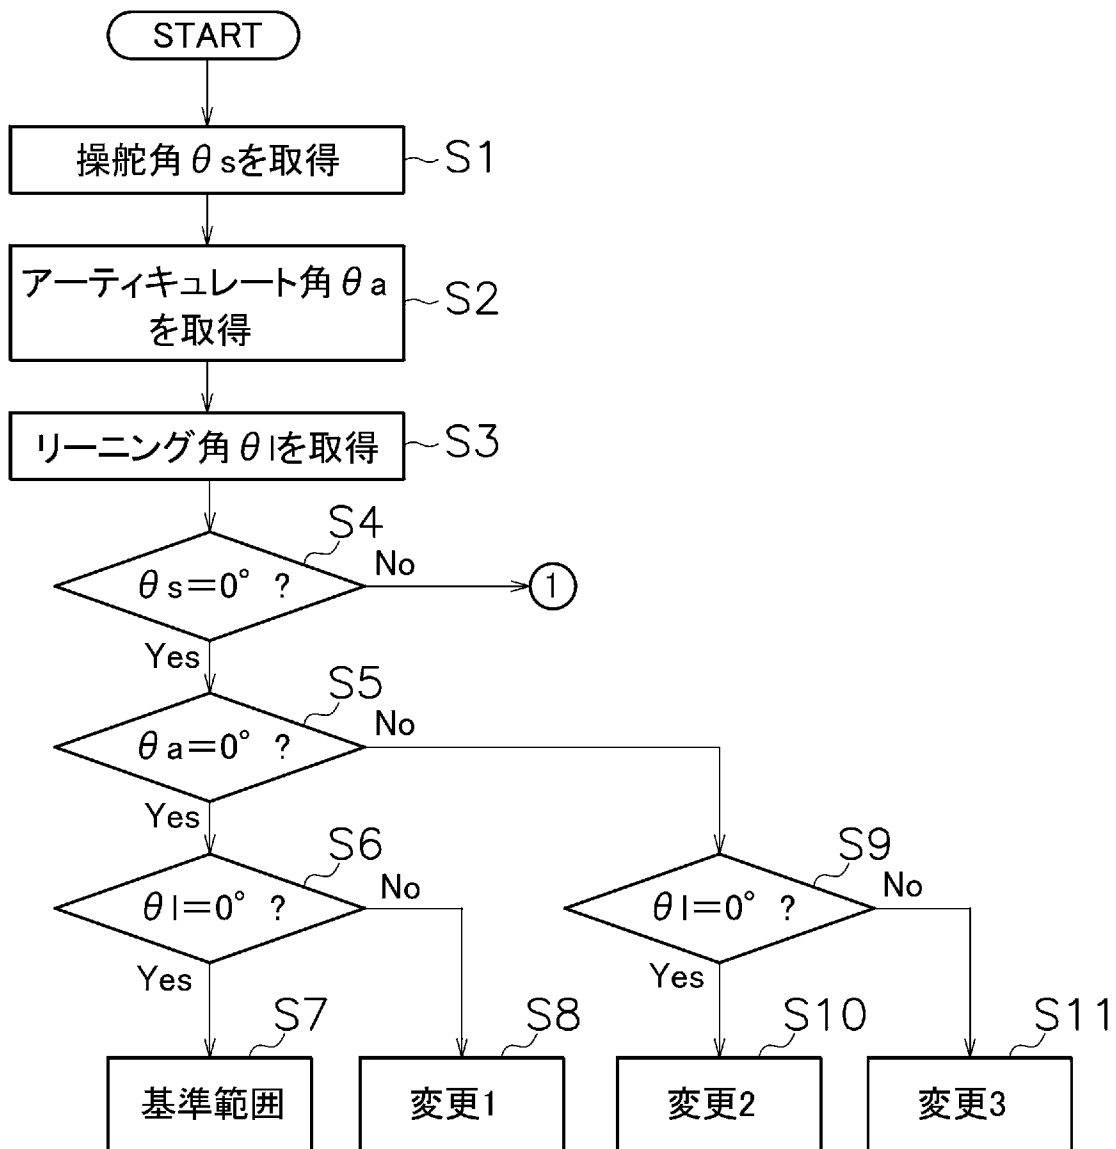 START
操舵角θsを取得
S1
アーティキュレート角θa
を取得
S2
リーニング角θlを取得
S3
S4
θs=0° ?
No
①
Yes
S5
θa=0° ?
No
Yes
S6
θl=0° ?
No
Yes
S9
θl=0° ?
No
Yes
S7
基準範囲
S8
変更1
S10
変更2
S11
変更3